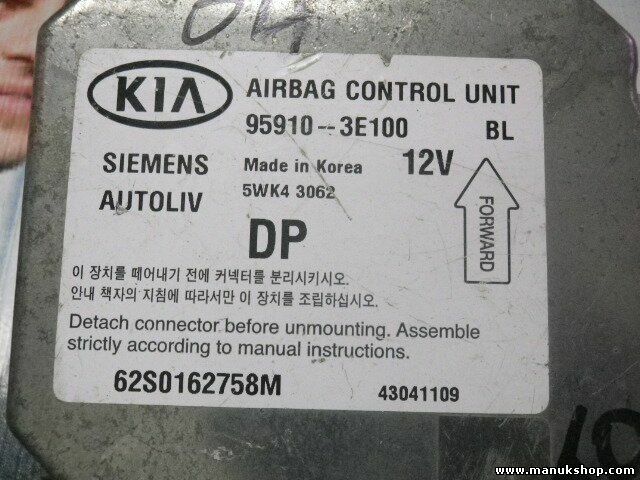 04
KIA AIRBAG CONTROL UNIT
95910--3E100 BL
SIEMENS Made in Korea 12V
AUTOLIV 5WK4 3062
DP
FORWARD
이 장치를 떼어내기 전에 커넥터를 분리시키시오.
안내 책자의 지침에 따라서만 이 장치를 조립하십시오.
Detach connector before unmounting. Assemble
strictly according to manual instructions.
62S0162758M 43041109
www.manukshop.com